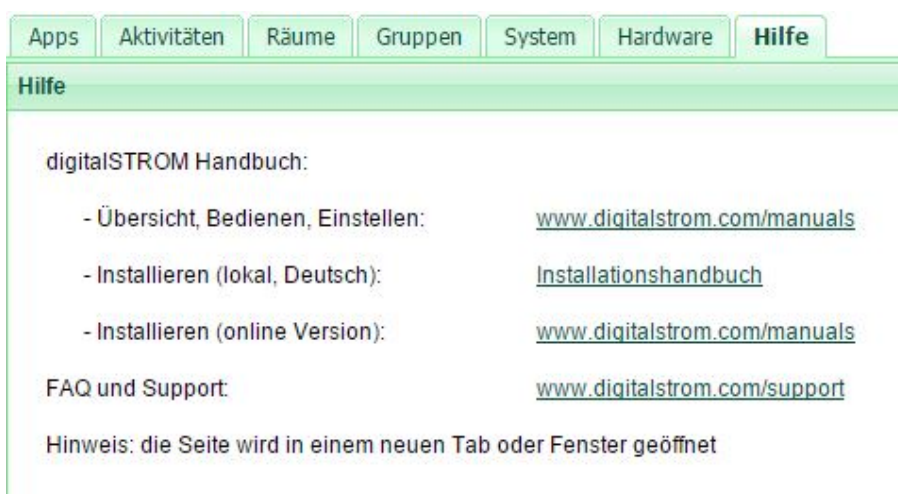 Apps Aktivitäten Räume Gruppen System Hardware Hilfe
Hilfe
digitalSTROM Handbuch:
- Übersicht, Bedienen, Einstellen: www.digitalstrom.com/manuals
- Installieren (lokal, Deutsch): Installationshandbuch
- Installieren (online Version): www.digitalstrom.com/manuals
FAQ und Support: www.digitalstrom.com/support
Hinweis: die Seite wird in einem neuen Tab oder Fenster geöffnet